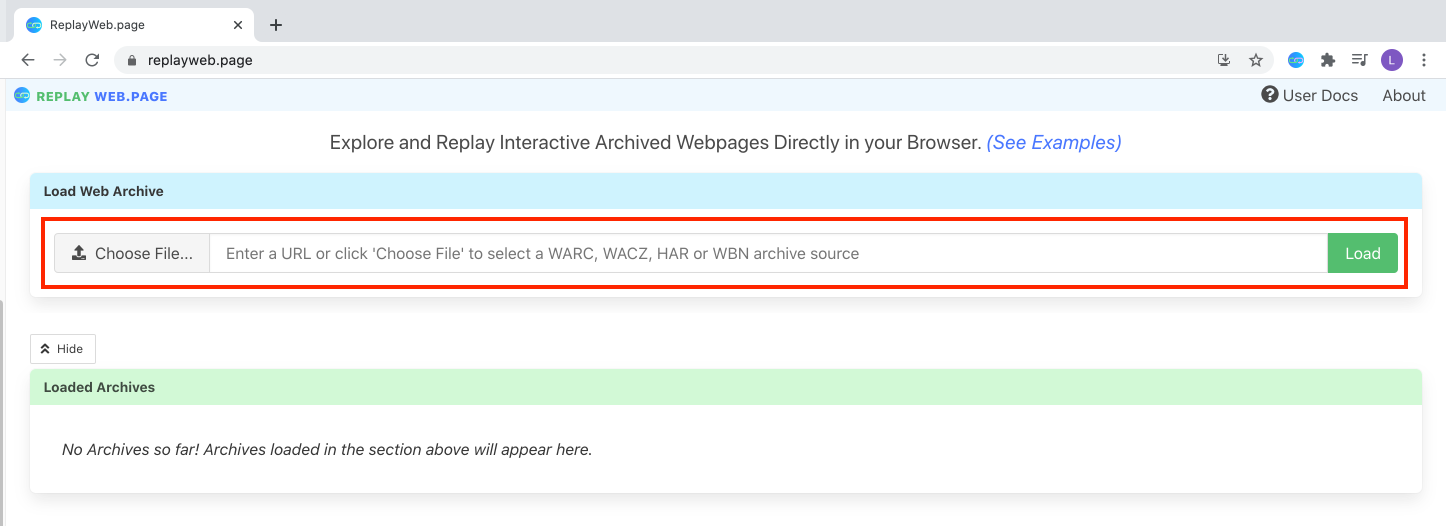 ReplayWeb.page
replayweb.page
L
REPLAY WEB.PAGE
User Docs
About
Explore and Replay Interactive Archived Webpages Directly in your Browser. (See Examples)
Load Web Archive
Choose File...
Enter a URL or click 'Choose File' to select a WARC, WACZ, HAR or WBN archive source
Load
Hide
Loaded Archives
No Archives so far! Archives loaded in the section above will appear here.